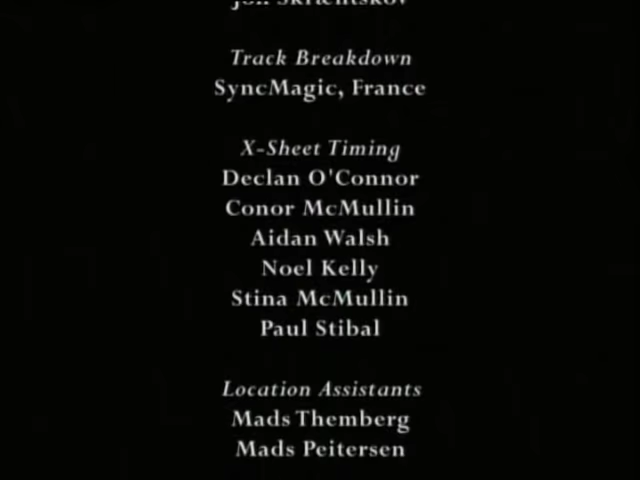 Track Breakdown
SyncMagic, France
X-Sheet Timing
Declan O'Connor
Conor McMullin
Aidan Walsh
Noel Kelly
Stina McMullin
Paul Stibal
Location Assistants
Mads Themberg
Mads Peitersen